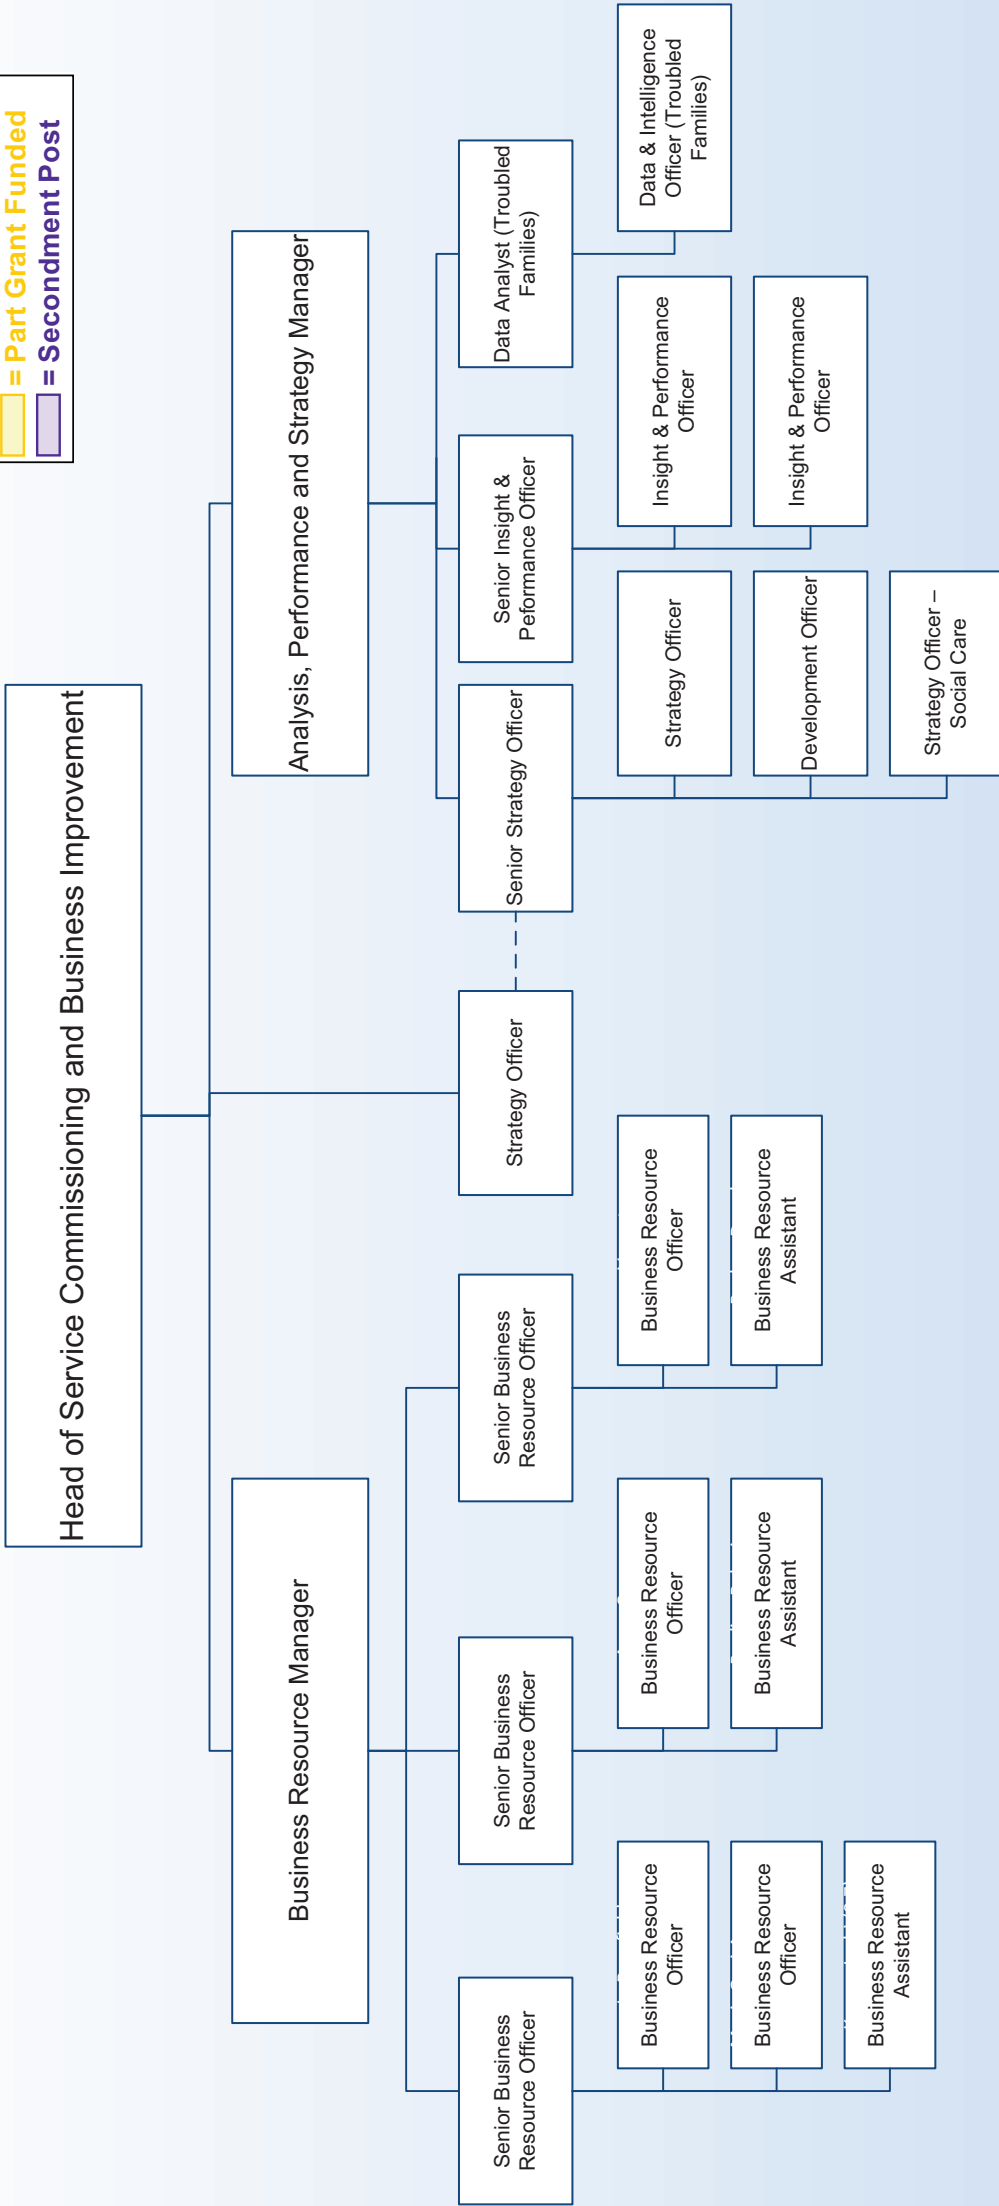 = Part Grant Funded
= Secondment Post
Head of Service Commissioning and Business Improvement
Business Resource Manager
Analysis, Performance and Strategy Manager
Senior Business
Resource Officer
Senior Business
Resource Officer
Senior Business
Resource Officer
Strategy Officer
Senior Strategy Officer
Senior Insight &
Peformance Officer
Data Analyst (Troubled
Families)
Business Resource
Officer
Business Resource
Officer
Business Resource
Assistant
Business Resource
Officer
Business Resource
Assistant
Business Resource
Officer
Business Resource
Assistant
Strategy Officer
Development Officer
Strategy Officer –
Social Care
Insight & Performance
Officer
Insight & Performance
Officer
Data & Intelligence
Officer (Troubled
Families)